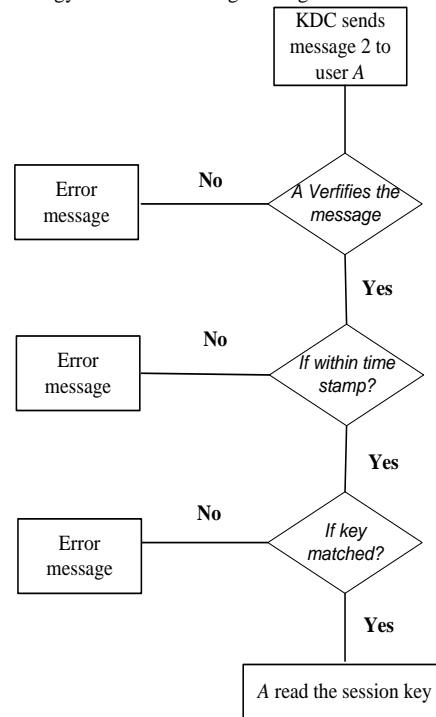 KDC sends
message 2 to
user A
No
A Verfifies the
message
Error
message
Yes
No
If within time
stamp?
Error
message
Yes
No
If key
matched?
Error
message
Yes
A read the session key